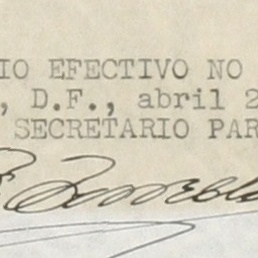 IO EFECTIVO NO
, D.F., abril 2
SECRETARIO PAR